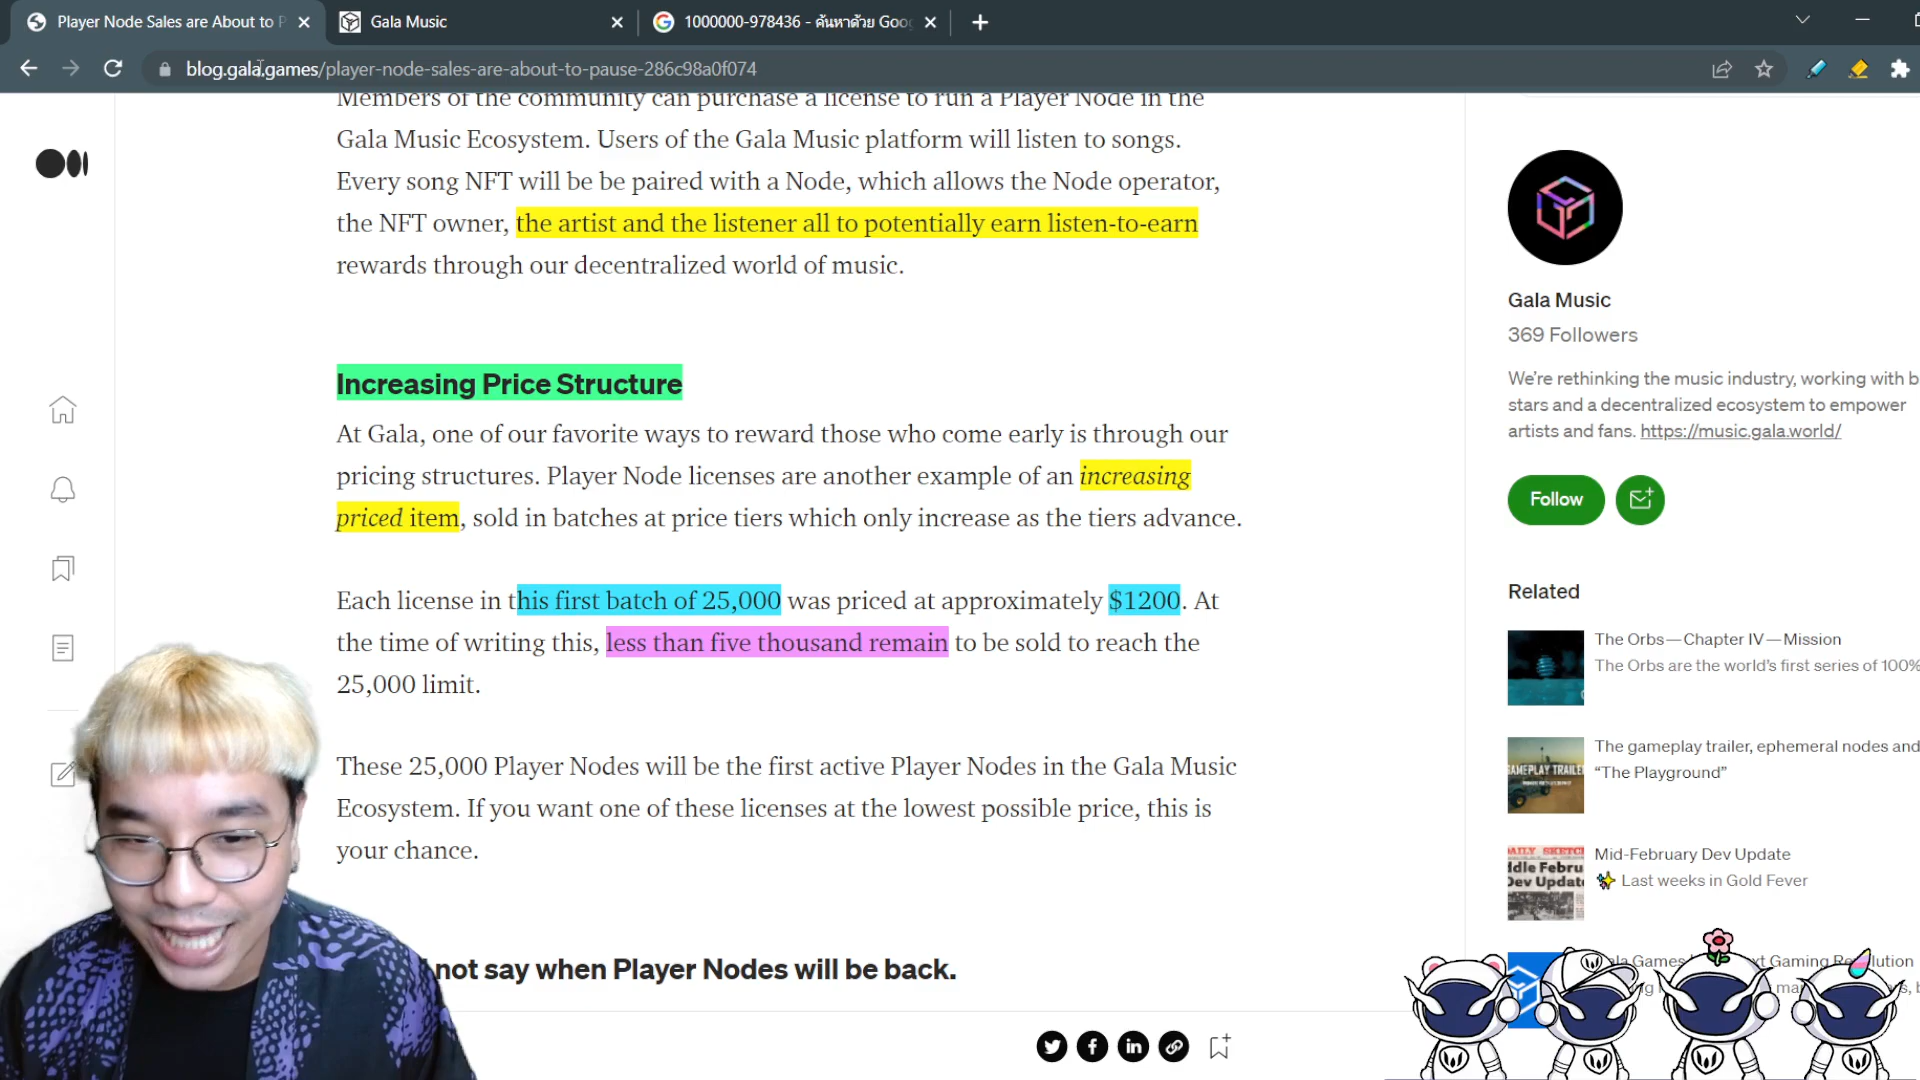 Player Node Sales are About to P
Gala Music
1000000-978436 - ค้นหาด้วย Goo
blog.gala.games/player-node-sales-are-about-to-pause-286c98a0f074
Members of the community can purchase a license to run a Player Node in the
Gala Music Ecosystem. Users of the Gala Music platform will listen to songs.
Every song NFT will be be paired with a Node, which allows the Node operator,
the NFT owner, the artist and the listener all to potentially earn listen-to-earn
rewards through our decentralized world of music.
Increasing Price Structure
At Gala, one of our favorite ways to reward those who come early is through our
pricing structures. Player Node licenses are another example of an increasing
priced item, sold in batches at price tiers which only increase as the tiers advance.
Each license in this first batch of 25,000 was priced at approximately $1200. At
the time of writing this, less than five thousand remain to be sold to reach the
25,000 limit.
These 25,000 Player Nodes will be the first active Player Nodes in the Gala Music
Ecosystem. If you want one of these licenses at the lowest possible price, this is
your chance.
not say when Player Nodes will be back.
Gala Music
369 Followers
We're rethinking the music industry, working with b
stars and a decentralized ecosystem to empower
artists and fans. https://music.gala.world/
Follow
Related
The Orbs—Chapter IV—Mission
The Orbs are the world's first series of 100%
The gameplay trailer, ephemeral nodes and
"The Playground"
GAMEPLAY TRAILER
Mid-February Dev Update
Last weeks in Gold Fever
DAILY SKETC
ddle Febru
Dev Updat
Gala Games
xt Gaming Re
lution